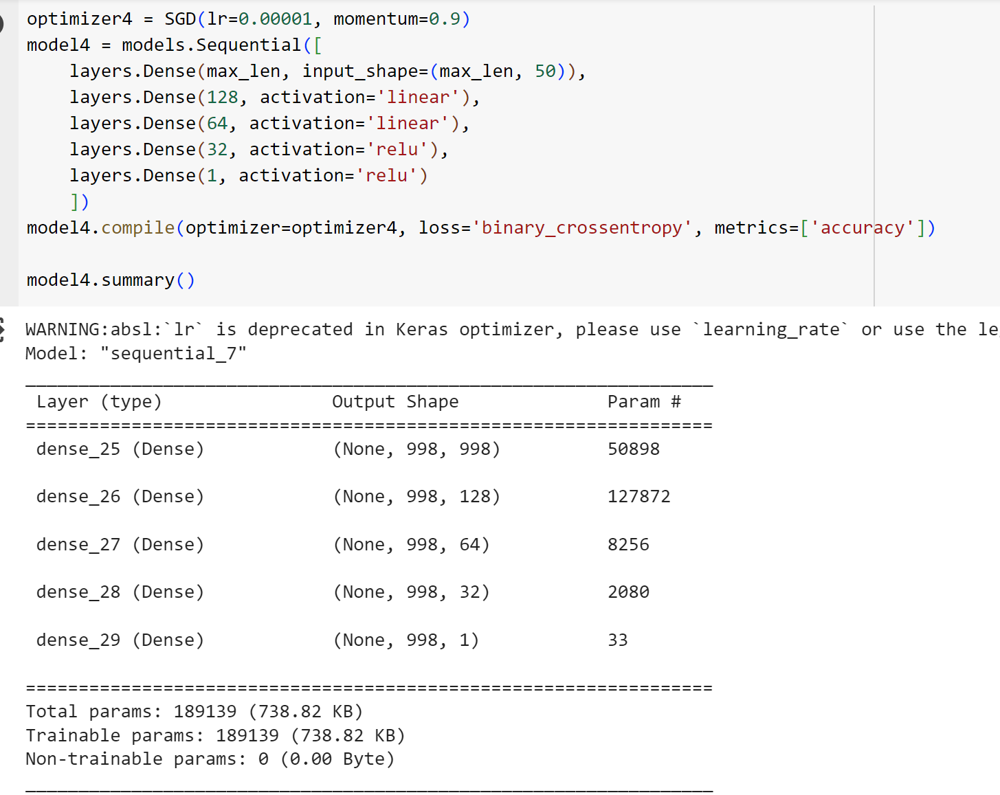 optimizer4 = SGD(lr=0.00001, momentum=0.9)
model4 = models.Sequential([
    layers.Dense(max_len, input_shape=(max_len, 50)),
    layers.Dense(128, activation='linear'),
    layers.Dense(64, activation='linear'),
    layers.Dense(32, activation='relu'),
    layers.Dense(1, activation='relu')
    ])
model4.compile(optimizer=optimizer4, loss='binary_crossentropy', metrics=['accuracy'])
model4.summary()
WARNING:absl:`lr` is deprecated in Keras optimizer, please use `learning_rate` or use the
Model: "sequential_7"
Layer (type) Output Shape Param #
dense_25 (Dense) (None, 998, 998) 50898
dense_26 (Dense) (None, 998, 128) 127872
dense_27 (Dense) (None, 998, 64) 8256
dense_28 (Dense) (None, 998, 32) 2080
dense_29 (Dense) (None, 998, 1) 33
Total params: 189139 (738.82 KB)
Trainable params: 189139 (738.82 KB)
Non-trainable params: 0 (0.00 Byte)